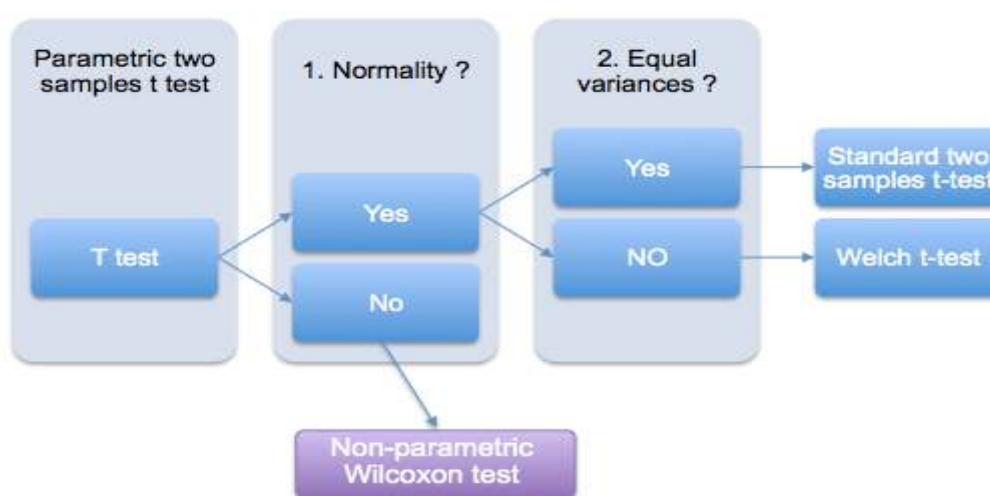 Parametric two
samples t test
1. Normality ?
2. Equal
variances ?
T test
Yes
No
Yes
NO
Standard two
samples t-test
Welch t-test
Non-parametric
Wilcoxon test